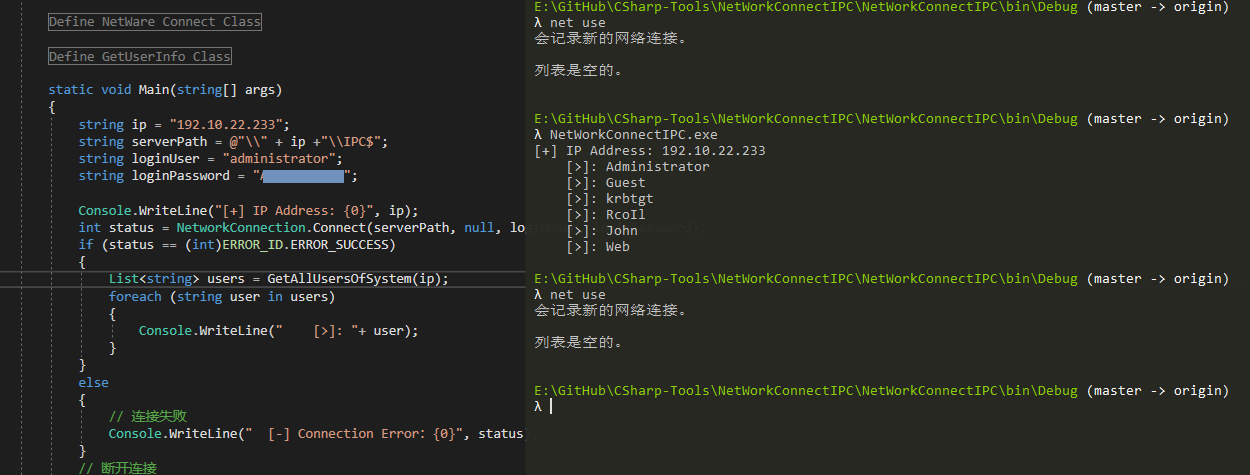 Define NetWare Connect Class
Define GetUserInfo Class
static void Main(string[] args)
{
string ip = "192.10.22.233";
string serverPath = @"\\" + ip +"\\IPC$";
string loginUser = "administrator";
string loginPassword = "";
Console.WriteLine("[+] IP Address: {0}", ip);
int status = NetworkConnection.Connect(serverPath, null, lo
if (status == (int)ERROR_ID.ERROR_SUCCESS)
{
List<string> users = GetAllUsersOfSystem(ip);
foreach (string user in users)
{
Console.WriteLine("    [>]: "+ user);
}
}
else
{
// 连接失败
Console.WriteLine("  [-] Connection Error: {0}", status
}
// 断开连接
E:\GitHub\CSharp-Tools\NetWorkConnectIPC\NetWorkConnectIPC\bin\Debug (master -> origin)
λ net use
会记录新的网络连接。
列表是空的。
E:\GitHub\CSharp-Tools\NetWorkConnectIPC\NetWorkConnectIPC\bin\Debug (master -> origin)
λ NetWorkConnectIPC.exe
[+] IP Address: 192.10.22.233
[>]: Administrator
[>]: Guest
[>]: krbtgt
[>]: RcoIl
[>]: John
[>]: Web
E:\GitHub\CSharp-Tools\NetWorkConnectIPC\NetWorkConnectIPC\bin\Debug (master -> origin)
λ net use
会记录新的网络连接。
列表是空的。
E:\GitHub\CSharp-Tools\NetWorkConnectIPC\NetWorkConnectIPC\bin\Debug (master -> origin)
λ